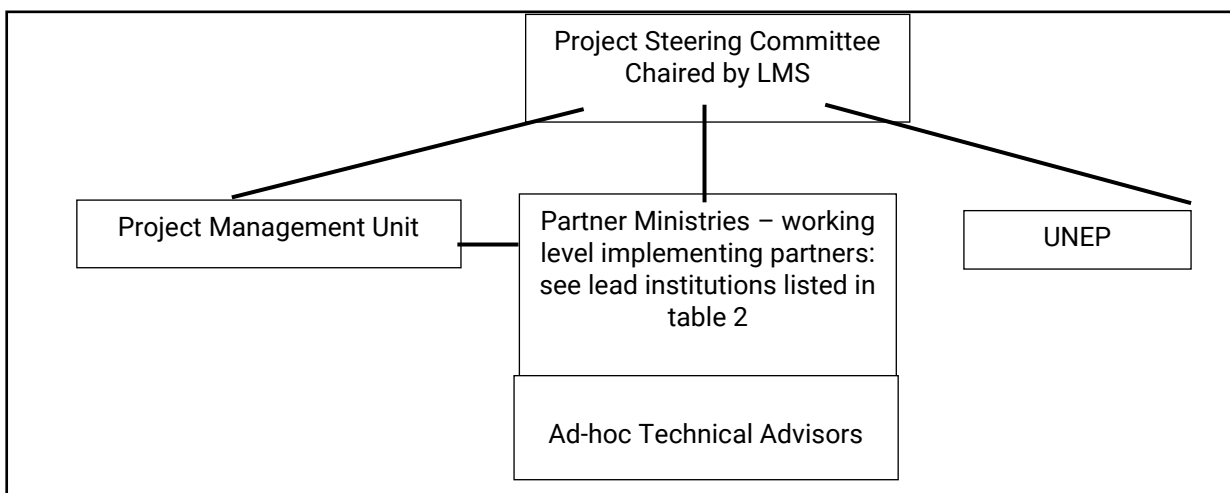 Project Steering Committee
Chaired by LMS
Project Management Unit
Partner Ministries – working
level implementing partners:
see lead institutions listed in
table 2
UNEP
Ad-hoc Technical Advisors